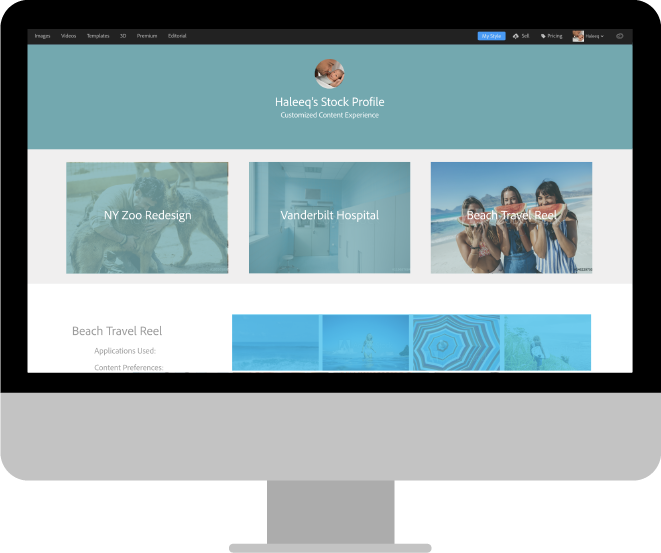 Images Videos Templates 3D Premium Editorial My Style Sell Pricing Haleeq
Haleeq's Stock Profile
Customized Content Experience
NY Zoo Redesign
Vanderbilt Hospital
Beach Travel Reel
Beach Travel Reel
Applications Used:
Content Preferences: